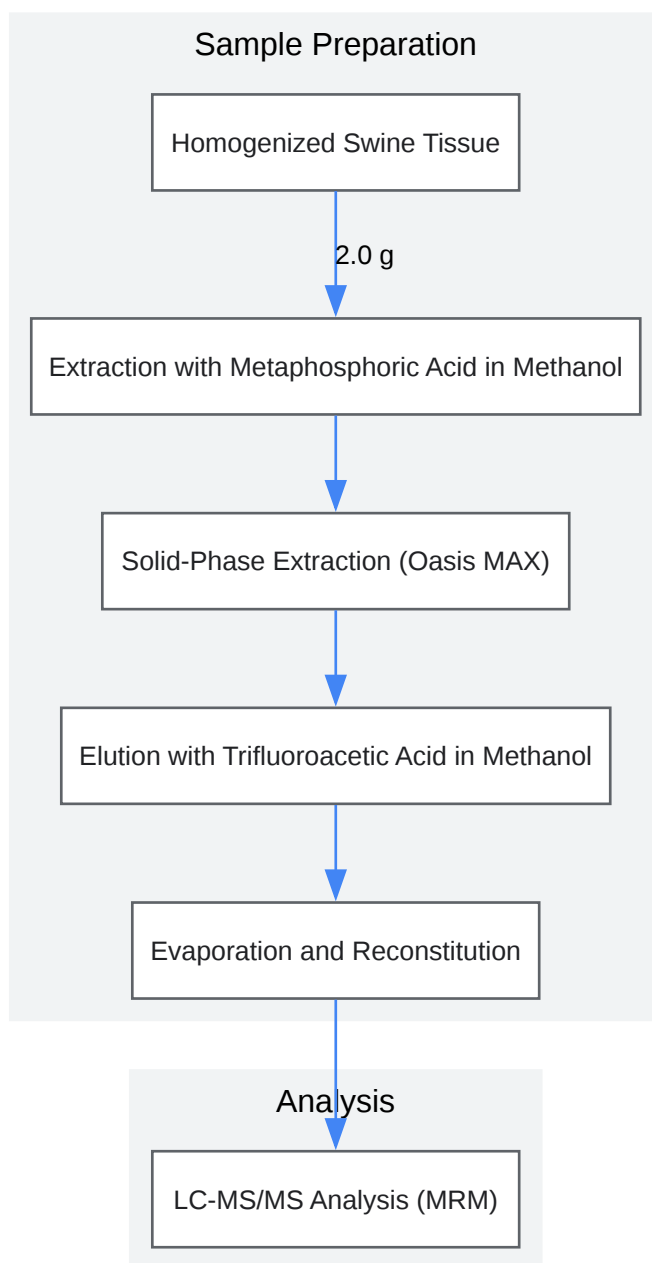 Sample Preparation
Homogenized Swine Tissue
2.0 g
Extraction with Metaphosphoric Acid in Methanol
Solid-Phase Extraction (Oasis MAX)
Elution with Trifluoroacetic Acid in Methanol
Evaporation and Reconstitution
Analysis
LC-MS/MS Analysis (MRM)